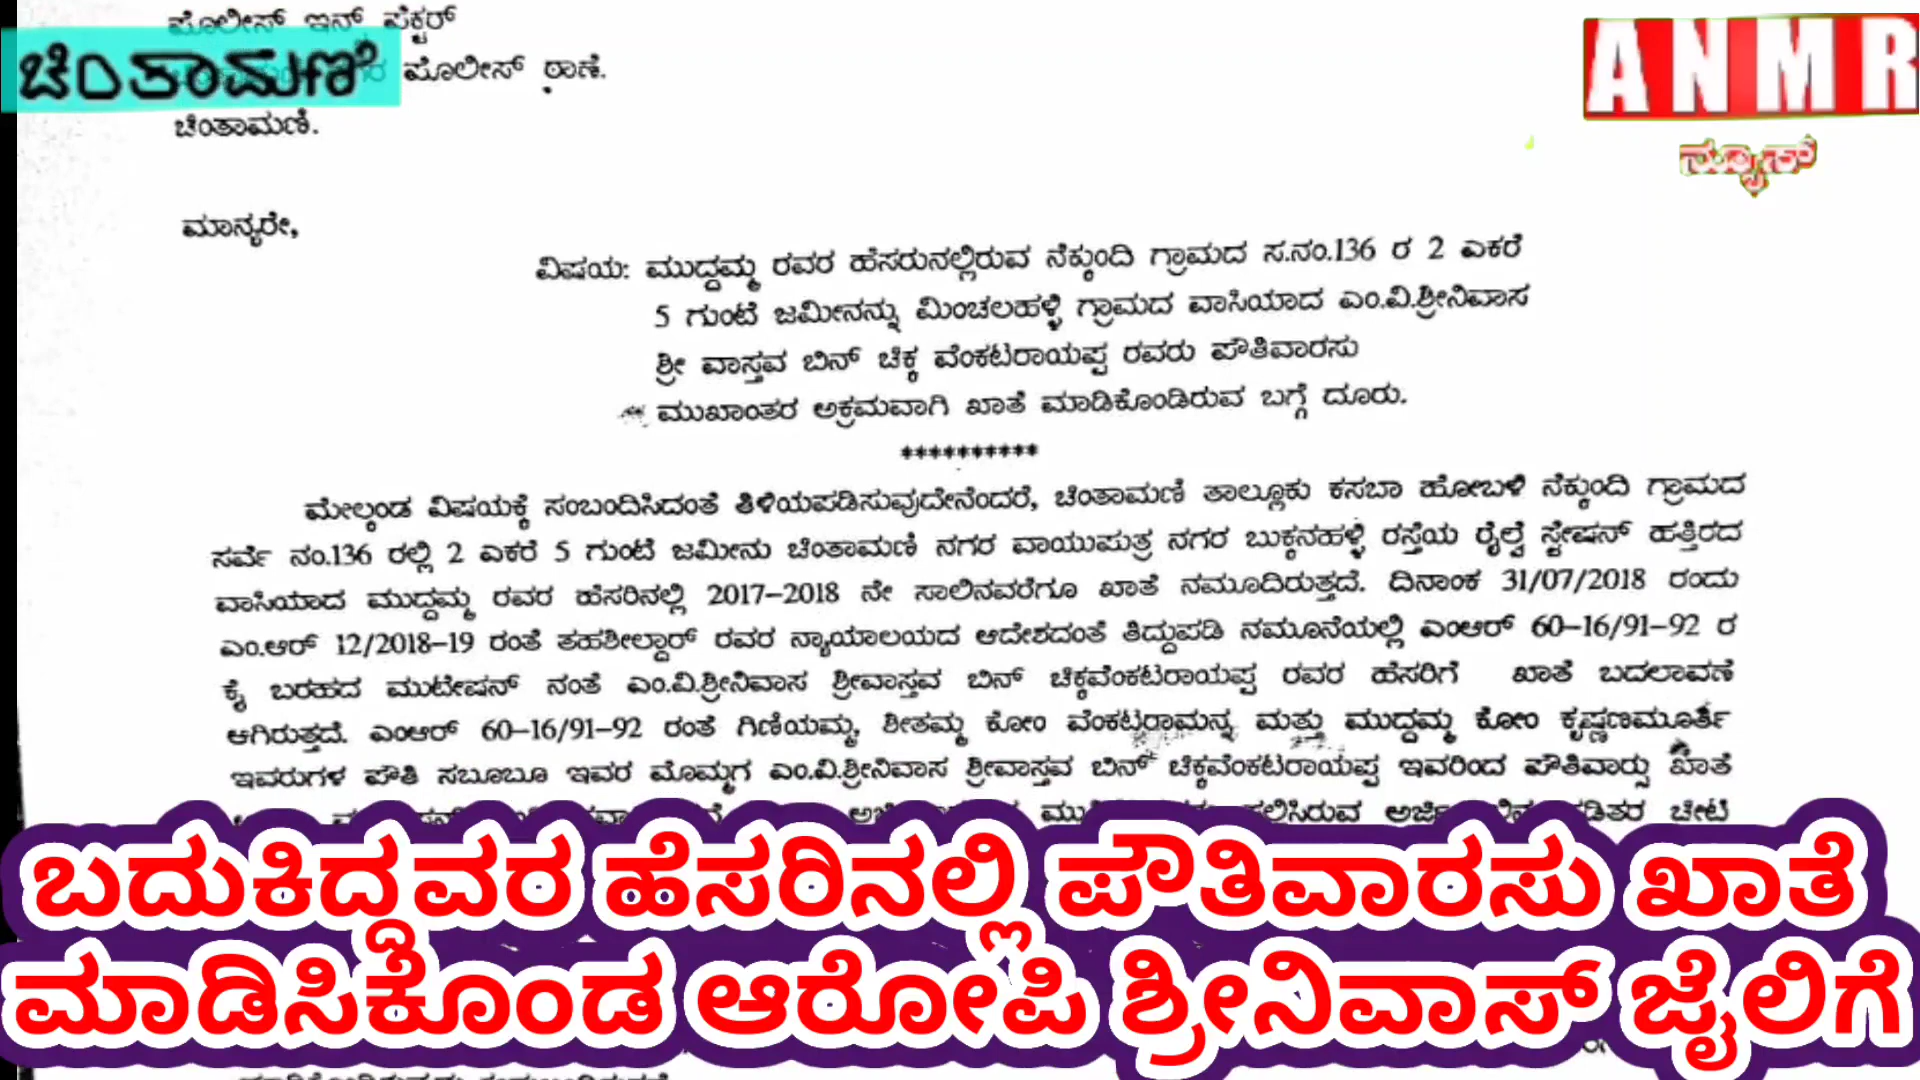 ಪೊಲೀಸ್ ಇನ್ಸ್‌ಪೆಕ್ಟರ್
ಚಿಂತಾಮಣಿ
ಪೊಲೀಸ್ ಠಾಣೆ.
ಚಿಂತಾಮಣಿ.
ANMR
ನ್ಯೂಸ್
ಮಾನ್ಯರೇ,
ವಿಷಯ: ಮುದ್ದಮ್ಮ ರವರ ಹೆಸರುನಲ್ಲಿರುವ ನೆಕ್ಕುಂದಿ ಗ್ರಾಮದ ಸ.ನಂ.136 ರ 2 ಎಕರೆ
5 ಗುಂಟೆ ಜಮೀನನ್ನು ಮಿಂಚಲಹಳ್ಳಿ ಗ್ರಾಮದ ವಾಸಿಯಾದ ಎಂ.ವಿ.ಶ್ರೀನಿವಾಸ
ಶ್ರೀ ವಾಸ್ತವ ಬಿನ್ ಚಿಕ್ಕ ವೆಂಕಟರಾಯಪ್ಪ ರವರು ಪೌತಿವಾರಸು
ಮುಖಾಂತರ ಅಕ್ರಮವಾಗಿ ಖಾತೆ ಮಾಡಿಕೊಂಡಿರುವ ಬಗ್ಗೆ ದೂರು.
**********
ಮೇಲ್ಕಂಡ ವಿಷಯಕ್ಕೆ ಸಂಬಂದಿಸಿದಂತೆ ತಿಳಿಯಪಡಿಸುವುದೇನೆಂದರೆ, ಚಿಂತಾಮಣಿ ತಾಲ್ಲೂಕು ಕಸಬಾ ಹೋಬಳಿ ನೆಕ್ಕುಂದಿ ಗ್ರಾಮದ
ಸರ್ವೆ ನಂ.136 ರಲ್ಲಿ 2 ಎಕರೆ 5 ಗುಂಟೆ ಜಮೀನು ಚಿಂತಾಮಣಿ ನಗರ ವಾಯುಪುತ್ರ ನಗರ ಬುಕ್ಕನಹಳ್ಳಿ ರಸ್ತೆಯ ರೈಲ್ವೆ ಸ್ಟೇಷನ್ ಹತ್ತಿರದ
ವಾಸಿಯಾದ ಮುದ್ದಮ್ಮ ರವರ ಹೆಸರಿನಲ್ಲಿ 2017-2018 ನೇ ಸಾಲಿನವರೆಗೂ ಖಾತೆ ನಮೂದಿರುತ್ತದೆ. ದಿನಾಂಕ 31/07/2018 ರಂದು
ಎಂ.ಆರ್ 12/2018-19 ರಂತೆ ತಹಶೀಲ್ದಾರ್ ರವರ ನ್ಯಾಯಾಲಯದ ಆದೇಶದಂತೆ ತಿದ್ದುಪಡಿ ನಮೂನೆಯಲ್ಲಿ ಎಂಆರ್ 60-16/91-92 ರ
ಕೈ ಬರಹದ ಮುಟೇಷನ್ ನಂತೆ ಎಂ.ವಿ.ಶ್ರೀನಿವಾಸ ಶ್ರೀವಾಸ್ತವ ಬಿನ್ ಚಿಕ್ಕವೆಂಕಟರಾಯಪ್ಪ ರವರ ಹೆಸರಿಗೆ ಖಾತೆ ಬದಲಾವಣೆ
ಆಗಿರುತ್ತದೆ. ಎಂಆರ್ 60-16/91-92 ರಂತೆ ಗಿಣಿಯಮ್ಮ, ಶೀತಮ್ಮ ಕೋಂ ವೆಂಕಟರಾಮನ್ನ ಮತ್ತು ಮುದ್ದಮ್ಮ ಕೋಂ ಕೃಷ್ಣಣಮೂರ್ತಿ
ಇವರುಗಳ ಪೌತಿ ಸಬೂಬೂ ಇವರ ಮೊಮ್ಮಗ ಎಂ.ವಿ.ಶ್ರೀನಿವಾಸ ಶ್ರೀವಾಸ್ತವ ಬಿನ್ ಚಿಕ್ಕವೆಂಕಟರಾಯಪ್ಪ ಇವರಿಂದ ಪೌತಿವಾರ್ಸು ಖಾತೆ
ಬದುಕಿದ್ಧವರ ಹೆಸರಿನಲ್ಲಿ ಪೌತಿವಾರಸು ಖಾತೆ
ಮಾಡಿಸಿಕೊಂಡ ಆರೋಪಿ ಶ್ರೀನಿವಾಸ್ ಜೈಲಿಗೆ